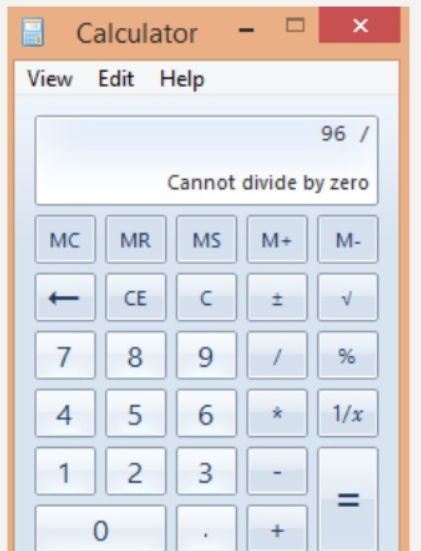 Calculator
View Edit Help
96 /
Cannot divide by zero
MC MR MS M+ M-
← CE C ± √
7 8 9 / %
4 5 6 * 1/x
1 2 3 - =
0 . +